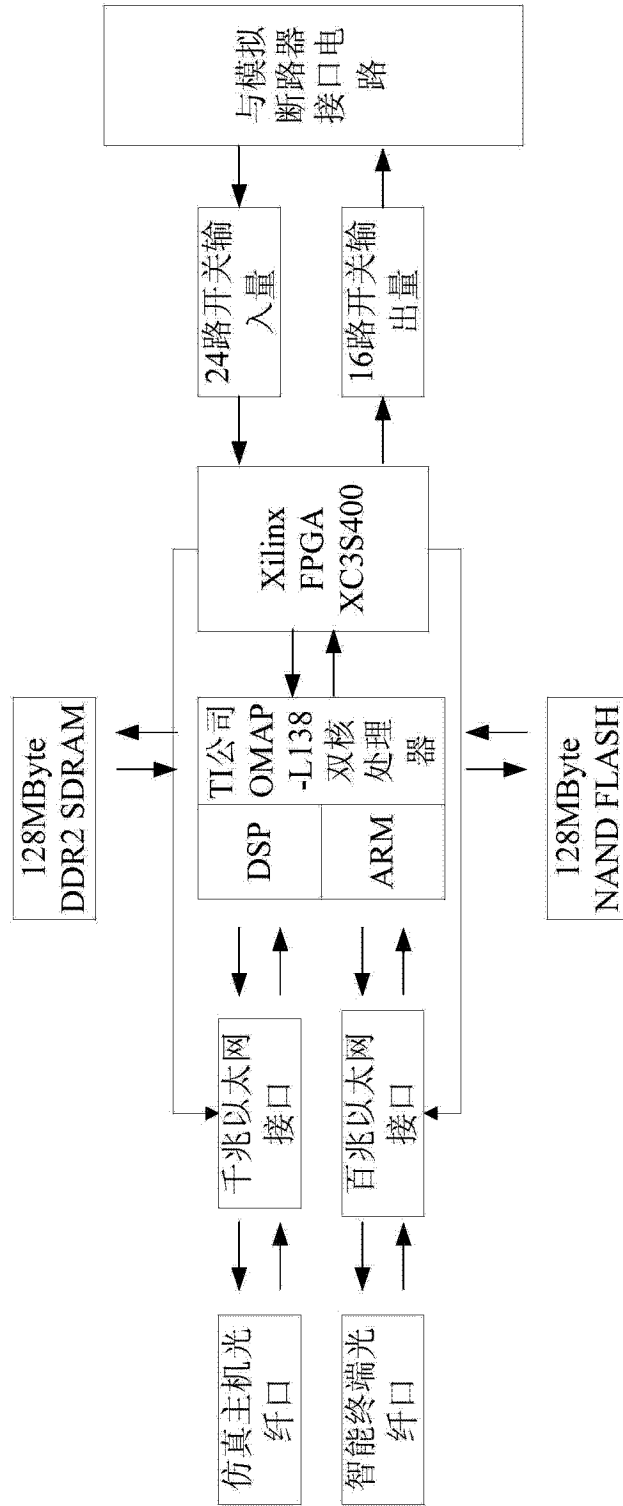 128MByte
DDR2 SDRAM
仿真主机光
纤口
千兆以太网
接口
DSP
TI公司
OMAP
-L138
双核
处理
器
Xilinx
FPGA
XC3S400
24路开关输
入量
与模拟
断路器
接口电
路
智能终端光
纤口
百兆以太网
接口
ARM
16路开关输
出量
128MByte
NAND FLASH